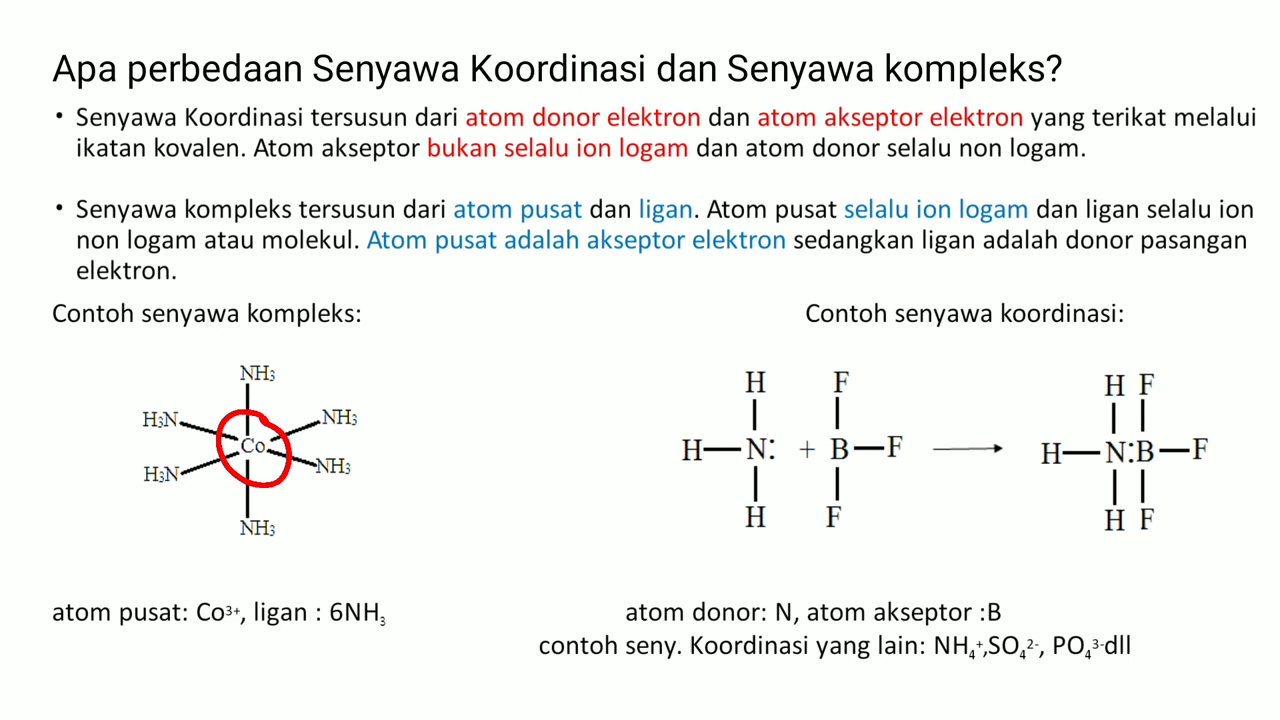 Apa perbedaan Senyawa Koordinasi dan Senyawa kompleks?
• Senyawa Koordinasi tersusun dari atom donor elektron dan atom akseptor elektron yang terikat melalui
ikatan kovalen. Atom akseptor bukan selalu ion logam dan atom donor selalu non logam.
• Senyawa kompleks tersusun dari atom pusat dan ligan. Atom pusat selalu ion logam dan ligan selalu ion
non logam atau molekul. Atom pusat adalah akseptor elektron sedangkan ligan adalah donor pasangan
elektron.
Contoh senyawa kompleks:
NH₃
H₃N NH₃
Co
H₃N NH₃
NH₃
atom pusat: Co³⁺, ligan : 6NH₃
Contoh senyawa koordinasi:
H F H F
H—N: + B—F → H—N:B—F
H F H F
atom donor: N, atom akseptor :B
contoh seny. Koordinasi yang lain: NH₄⁺,SO₄²⁻, PO₄³⁻dll